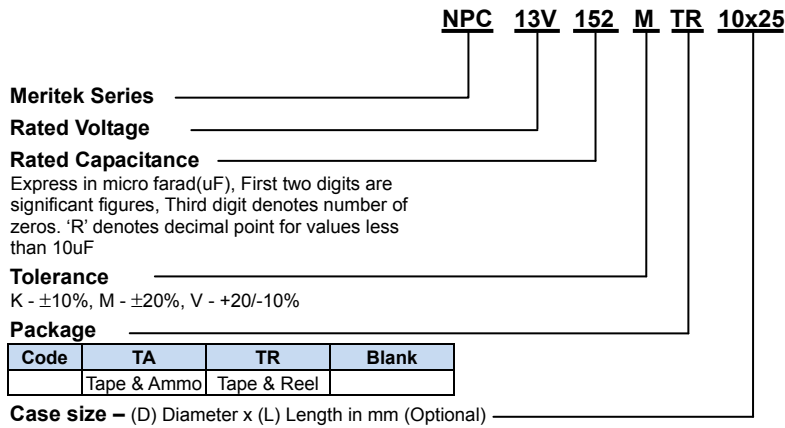 NPC 13V 152 M TR 10x25
Meritek Series
Rated Voltage
Rated Capacitance
Express in micro farad(uF), First two digits are
significant figures, Third digit denotes number of
zeros. ‘R’ denotes decimal point for values less
than 10uF
Tolerance
K - ±10%, M - ±20%, V - +20/-10%
Package
Code TA TR Blank
Tape & Ammo Tape & Reel
Case size – (D) Diameter x (L) Length in mm (Optional)